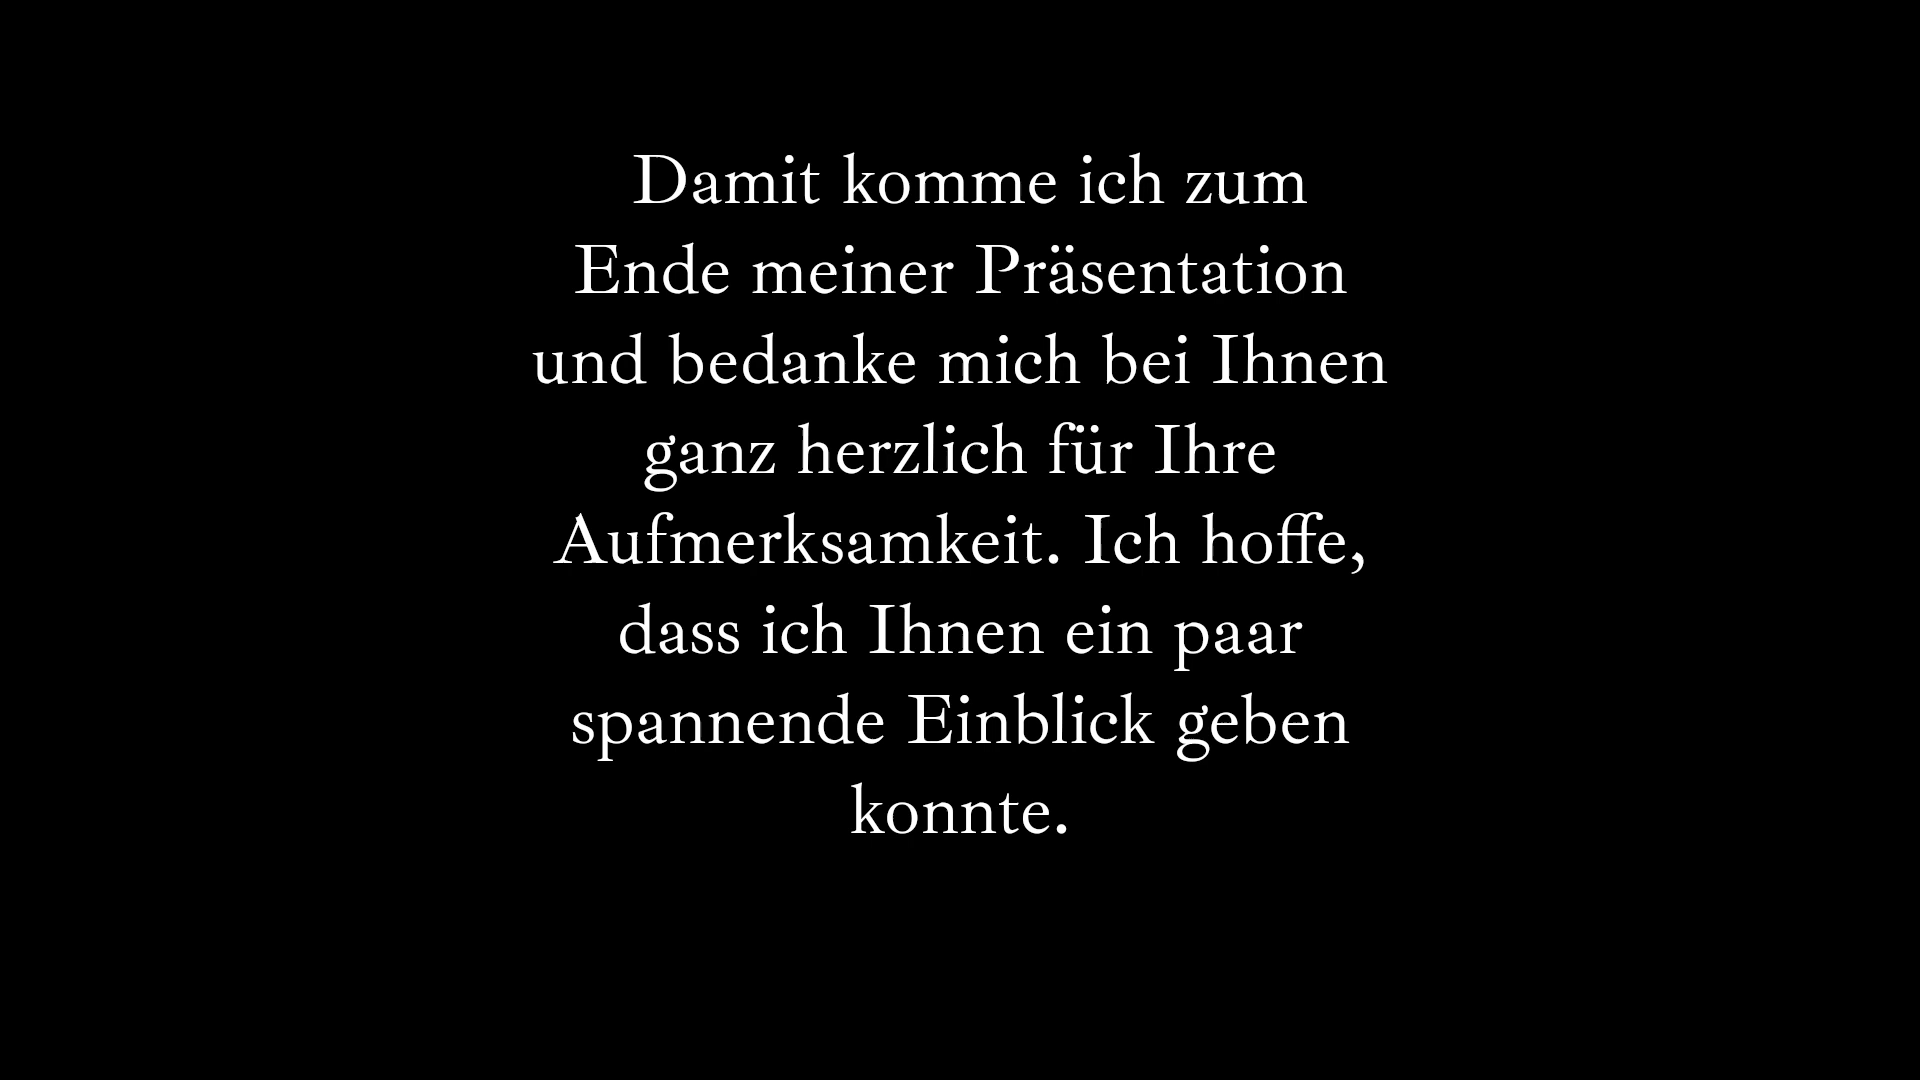 Damit komme ich zum
Ende meiner Präsentation
und bedanke mich bei Ihnen
ganz herzlich für Ihre
Aufmerksamkeit. Ich hoffe,
dass ich Ihnen ein paar
spannende Einblick geben
konnte.